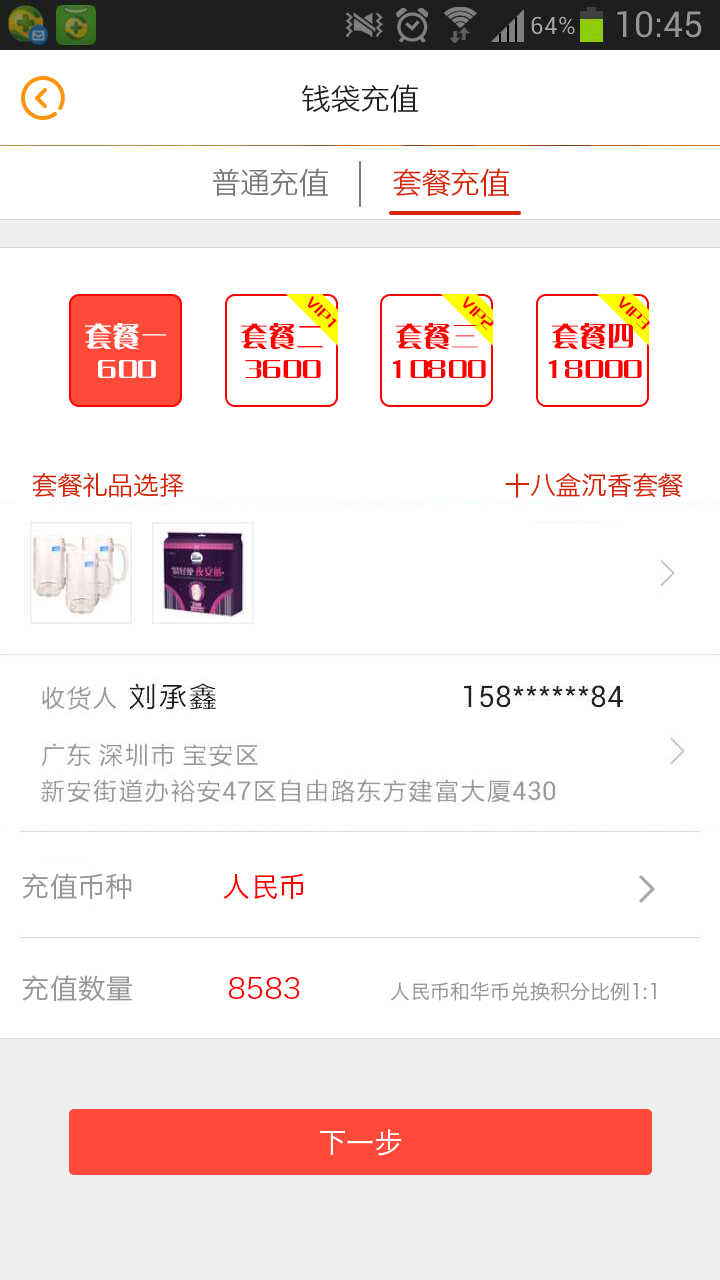 64% 10:45
钱袋充值
普通充值 套餐充值
套餐一
600
VIP1
套餐二
3600
VIP2
套餐三
10800
VIP3
套餐四
18000
套餐礼品选择 十八盒沉香套餐
收货人 刘承鑫 158******84
广东 深圳市 宝安区
新安街道办裕安47区自由路东方建富大厦430
充值币种 人民币
充值数量 8583 人民币和华币兑换积分比例1:1
下一步